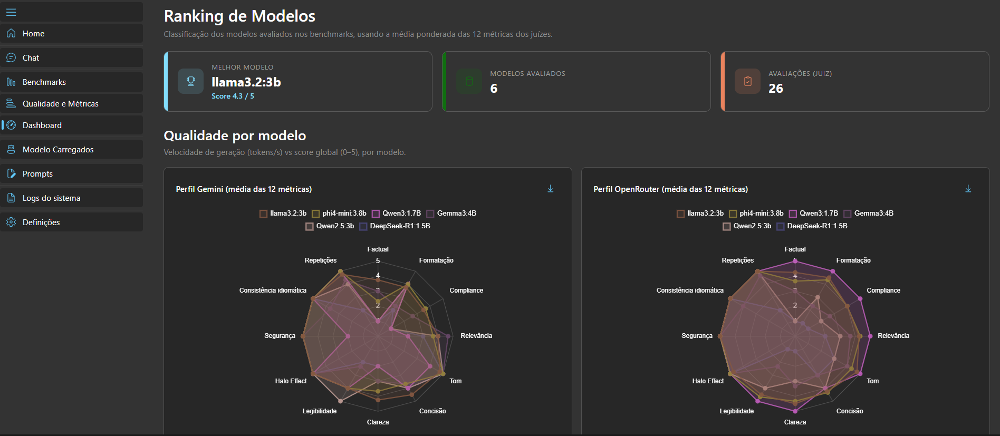 Home
Chat
Benchmarks
Qualidade e Métricas
Dashboard
Modelo Carregados
Prompts
Logs do sistema
Definições
Ranking de Modelos
Classificação dos modelos avaliados nos benchmarks, usando a média ponderada das 12 métricas dos juízes.
MELHOR MODELO
llama3.2:3b
Score 4,3 / 5
MODELOS AVALIADOS
6
AVALIAÇÕES (JUIZ)
26
Qualidade por modelo
Velocidade de geração (tokens/s) vs score global (0–5), por modelo.
Perfil Gemini (média das 12 métricas)
llama3.2:3b phi4-mini:3.8b Qwen3:1.7B Gemma3:4B
Qwen2.5:3b DeepSeek-R1:1.5B
Factual
Repetições Formatação
5
4
Consistência idiomática Compliance
3
2
Segurança Relevância
Halo Effect Tom
Legibilidade Concisão
Clareza
Perfil OpenRouter (média das 12 métricas)
llama3.2:3b phi4-mini:3.8b Qwen3:1.7B Gemma3:4B
Qwen2.5:3b DeepSeek-R1:1.5B
Factual
Repetições Formatação
5
4
Consistência idiomática Compliance
3
2
Segurança Relevância
Halo Effect Tom
Legibilidade Concisão
Clareza